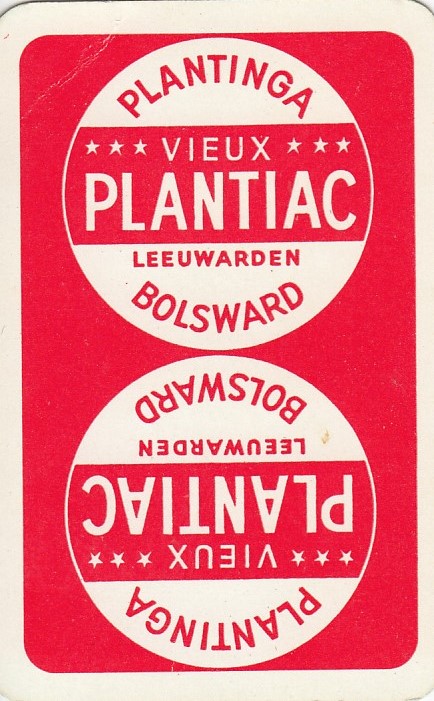 PLANTINGA
*** VIEUX ***
PLANTIAC
LEEUWARDEN
BOLSWARD
BOLSWARD
LEEUWARDEN
PLANTIAC
*** VIEUX ***
PLANTINGA